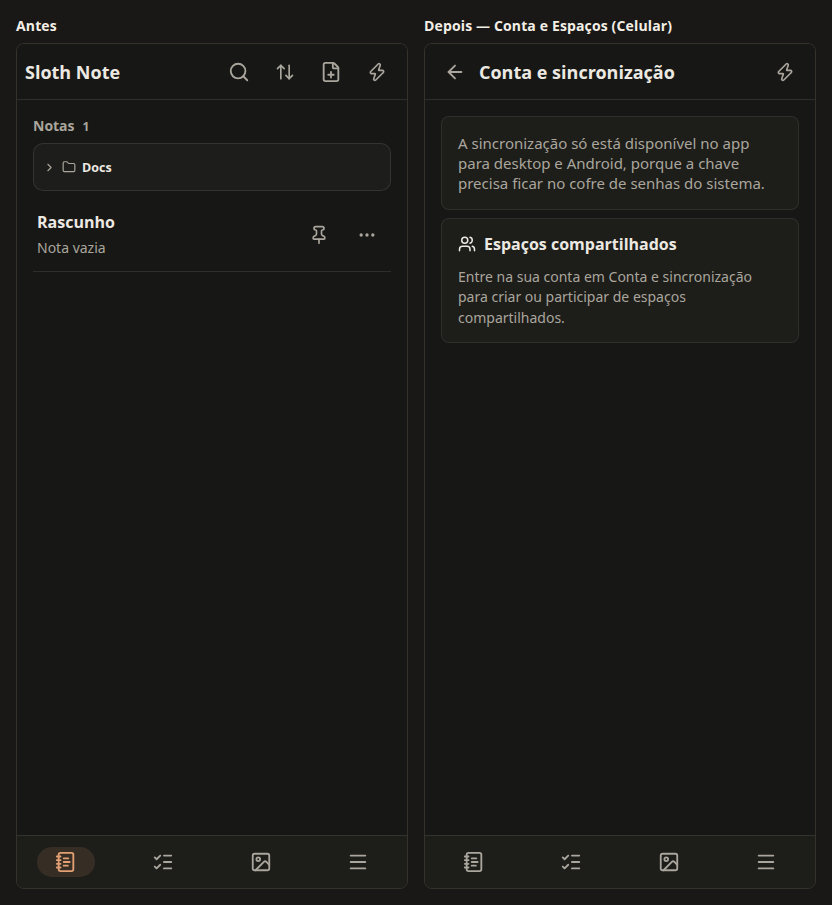 Antes
Sloth Note
Notas 1
Docs
Rascunho
Nota vazia
Depois — Conta e Espaços (Celular)
Conta e sincronização
A sincronização só está disponível no app
para desktop e Android, porque a chave
precisa ficar no cofre de senhas do sistema.
Espaços compartilhados
Entre na sua conta em Conta e sincronização
para criar ou participar de espaços
compartilhados.